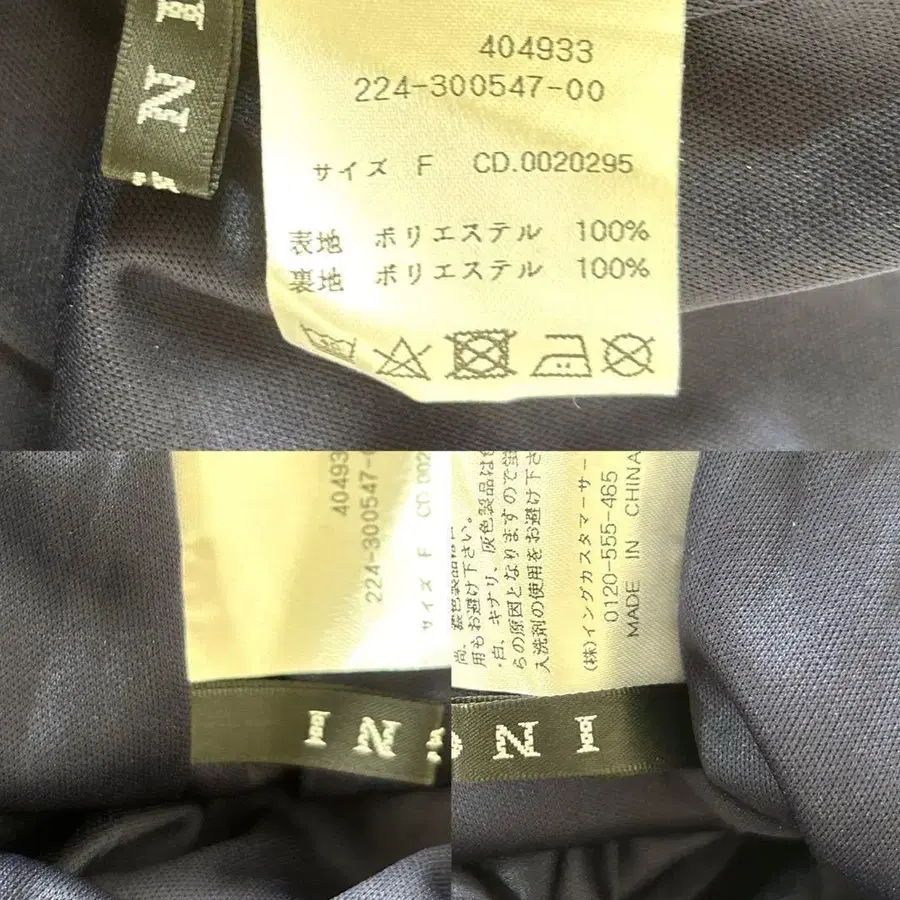 N I
404933
224-300547-00
サイズ F CD.0020295
表地 ポリエステル 100%
裏地 ポリエステル 100%
40493
224-300547-
サイズ F CD.002
用もお避け下さい。
・白、キナリ、灰色製品は
らの原因となりますので
入洗剤の使用をお避け下さ
(株)イングカスタマーサー
0120-555-465
MADE IN CHINA
I N
N I